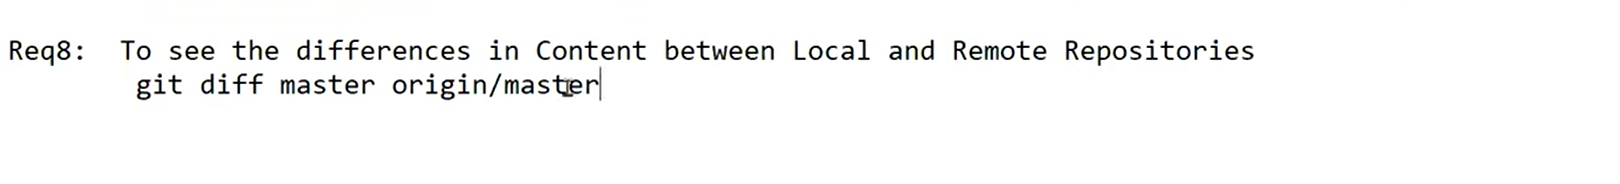 Req8: To see the differences in Content between Local and Remote Repositories
git diff master origin/master